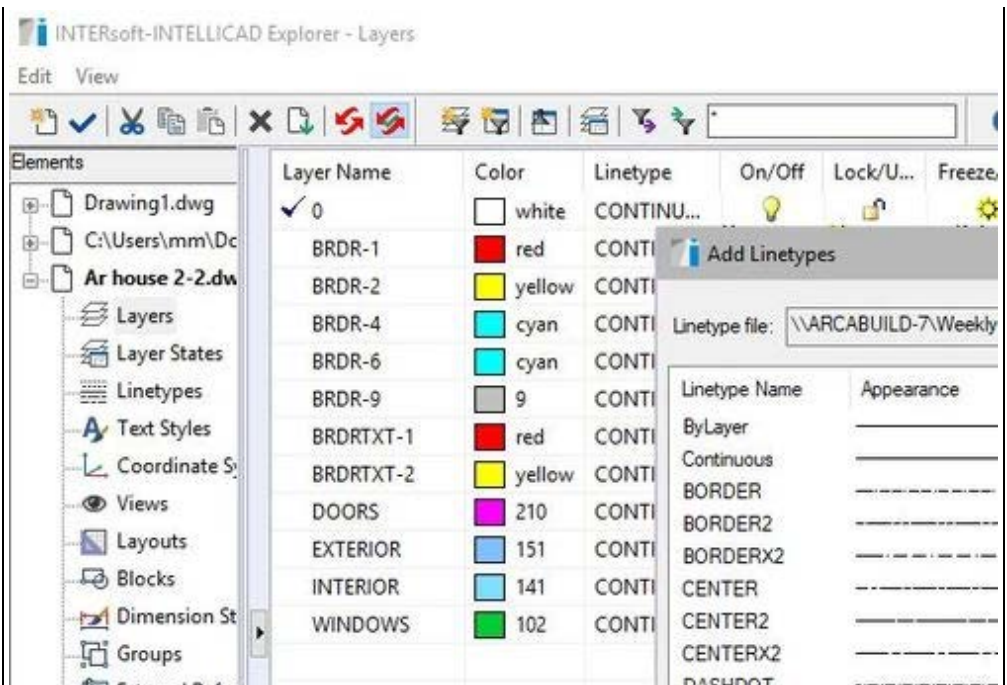 INTERsoft-INTELLICAD Explorer - Layers
Edit View
*
Elements
Drawing1.dwg
C:\Users\mm\Dc
Ar house 2-2.dw
Layers
Layer States
Linetypes
Text Styles
Coordinate Sy
Views
Layouts
Blocks
Dimension St
Groups
Layer Name Color Linetype On/Off Lock/U... Freeze/
0 white CONTINU...
BRDR-1 red CONTI
BRDR-2 yellow CONTI
BRDR-4 cyan CONTI
BRDR-6 cyan CONTI
BRDR-9 9 CONTI
BRDRTXT-1 red CONTI
BRDRTXT-2 yellow CONTI
DOORS 210 CONTI
EXTERIOR 151 CONTI
INTERIOR 141 CONTI
WINDOWS 102 CONTI
Add Linetypes
Linetype file: \\ARCABUILD-7\Weekly
Linetype Name Appearance
ByLayer
Continuous
BORDER
BORDER2
BORDERX2
CENTER
CENTER2
CENTERX2
DASHDOT